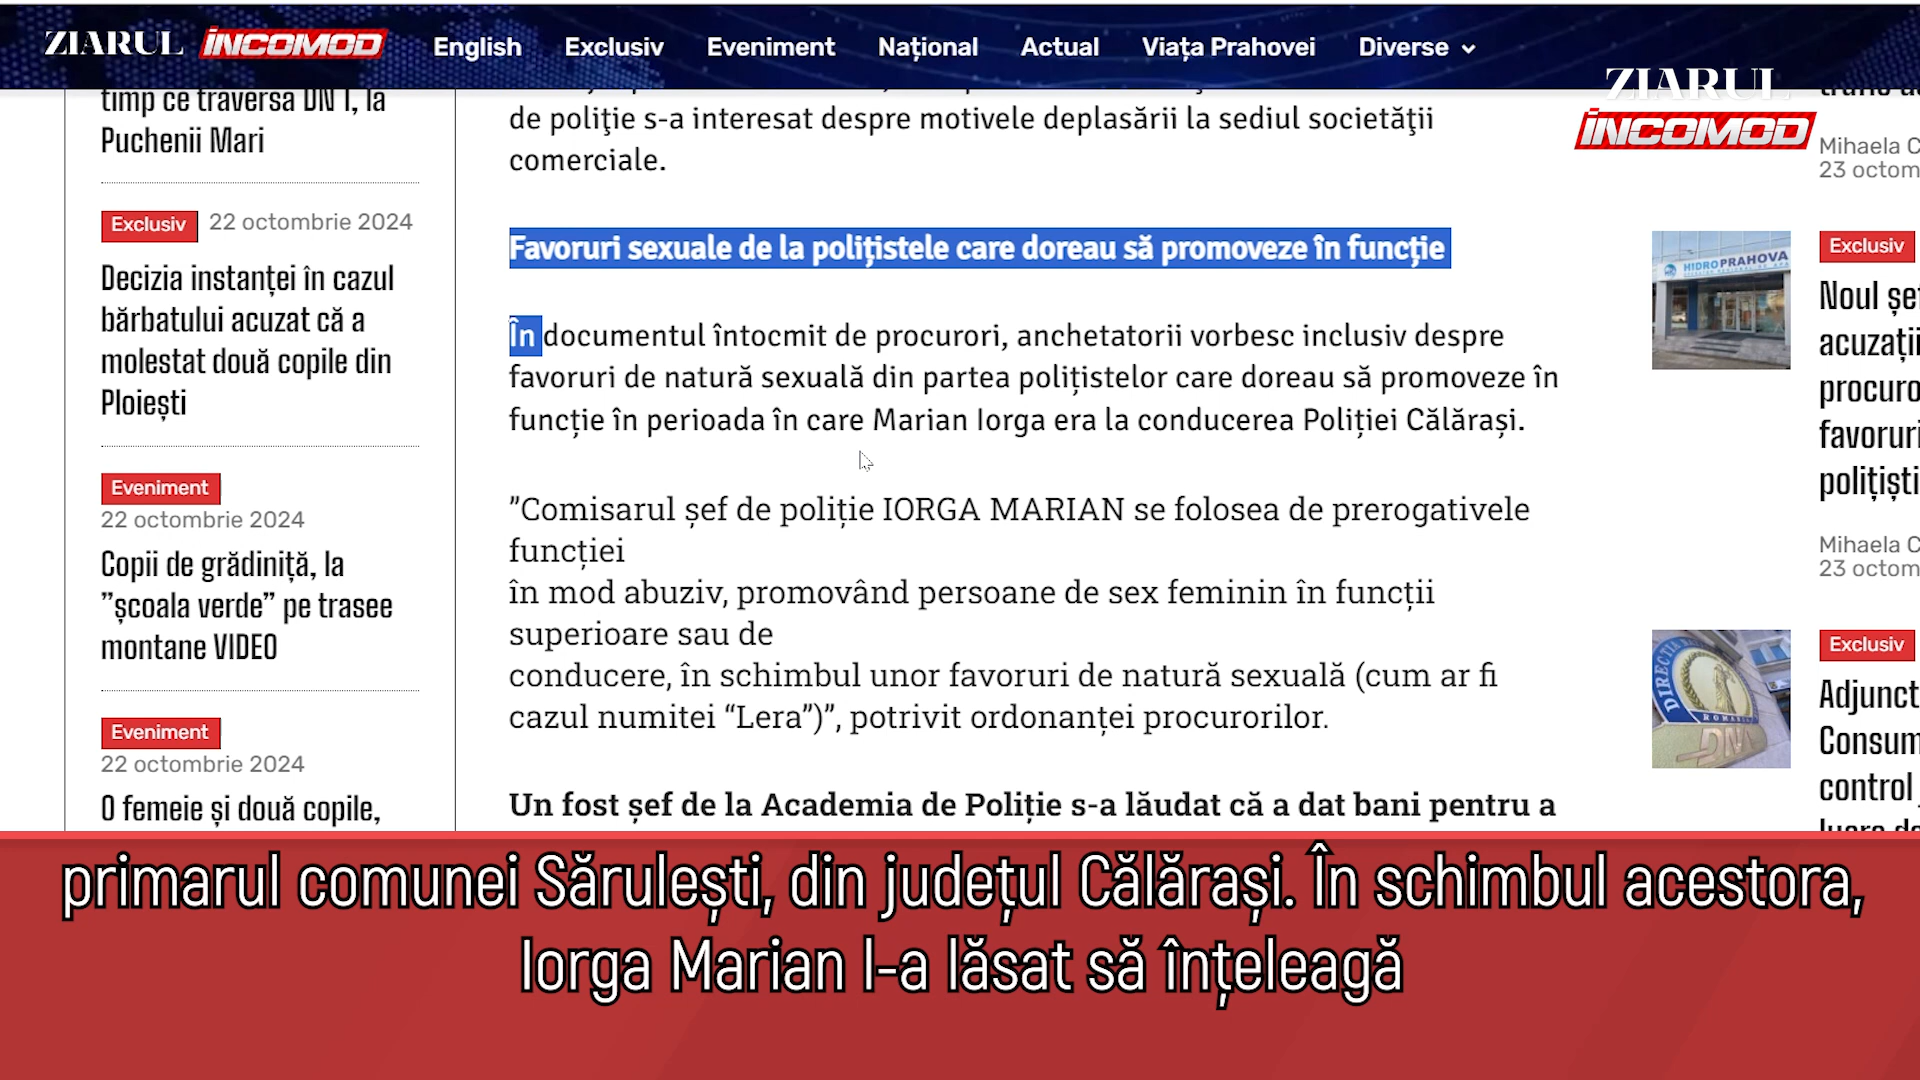 ZIARUL INCOMOD
English Exclusiv Eveniment Național Actual Viața Prahovei Diverse
ZIARUL
INCOMOD
timp ce traversa DN 1, la
Puchenii Mari
Exclusiv 22 octombrie 2024
Decizia instanței în cazul
bărbatului acuzat că a
molestat două copile din
Ploiești
Eveniment
22 octombrie 2024
Copii de grădiniță, la
”școala verde” pe trasee
montane VIDEO
Eveniment
22 octombrie 2024
O femeie și două copile,
de poliţie s-a interesat despre motivele deplasării la sediul societăţii
comerciale.
Favoruri sexuale de la polițistele care doreau să promoveze în funcție
În documentul întocmit de procurori, anchetatorii vorbesc inclusiv despre
favoruri de natură sexuală din partea polițistelor care doreau să promoveze în
funcție în perioada în care Marian Iorga era la conducerea Poliției Călărași.
”Comisarul șef de poliție IORGA MARIAN se folosea de prerogativele
funcției
în mod abuziv, promovând persoane de sex feminin în funcții
superioare sau de
conducere, în schimbul unor favoruri de natură sexuală (cum ar fi
cazul numitei “Lera”)”, potrivit ordonanței procurorilor.
Un fost șef de la Academia de Poliție s-a lăudat că a dat bani pentru a
Mihaela C
23 octom
HIDROPRAHOVA
Exclusiv
Noul șef
acuzații
procuro
favoruri
polițiști
Mihaela C
23 octom
DIRECTIA
ROMANIA
DNA
Exclusiv
Adjunct
Consum
control
primarul comunei Sărulești, din județul Călărași. În schimbul acestora,
Iorga Marian l-a lăsat să înțeleagă